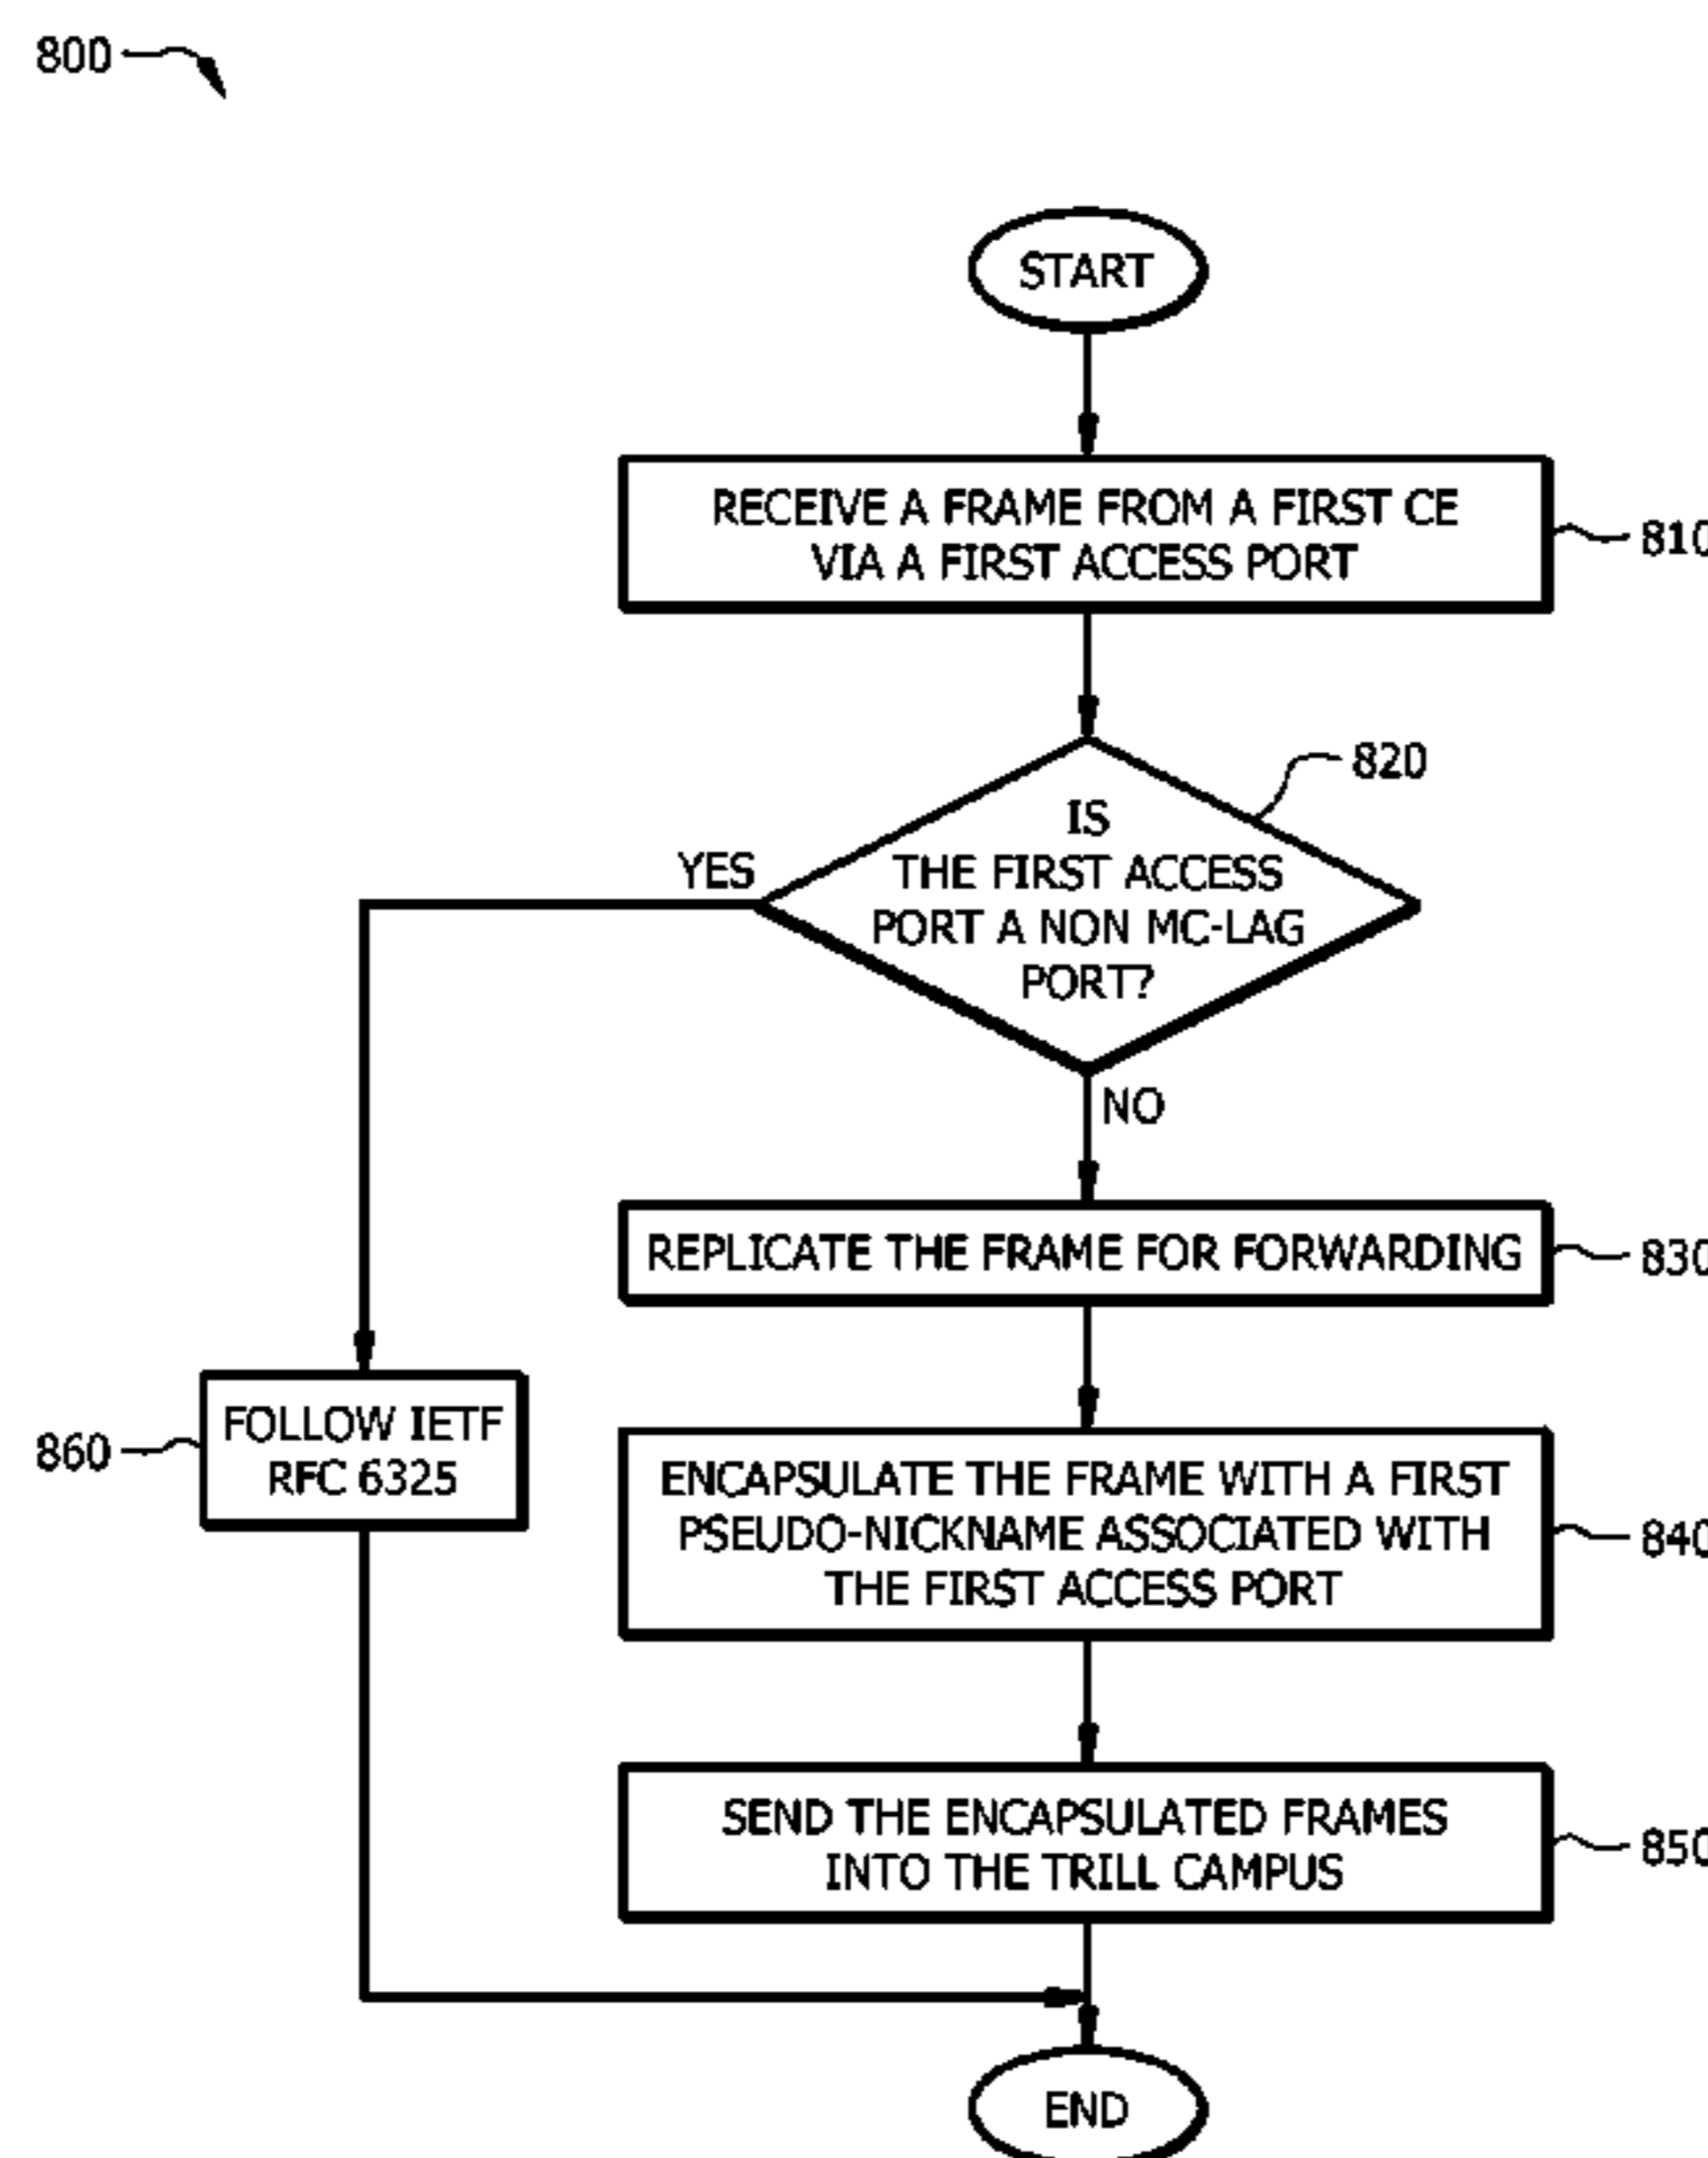 800
START
RECEIVE A FRAME FROM A FIRST CE
VIA A FIRST ACCESS PORT
810
820
IS
THE FIRST ACCESS
PORT A NON MC-LAG
PORT?
YES
NO
REPLICATE THE FRAME FOR FORWARDING
830
FOLLOW IETF
RFC 6325
860
ENCAPSULATE THE FRAME WITH A FIRST
PSEUDO-NICKNAME ASSOCIATED WITH
THE FIRST ACCESS PORT
840
SEND THE ENCAPSULATED FRAMES
INTO THE TRILL CAMPUS
850
END